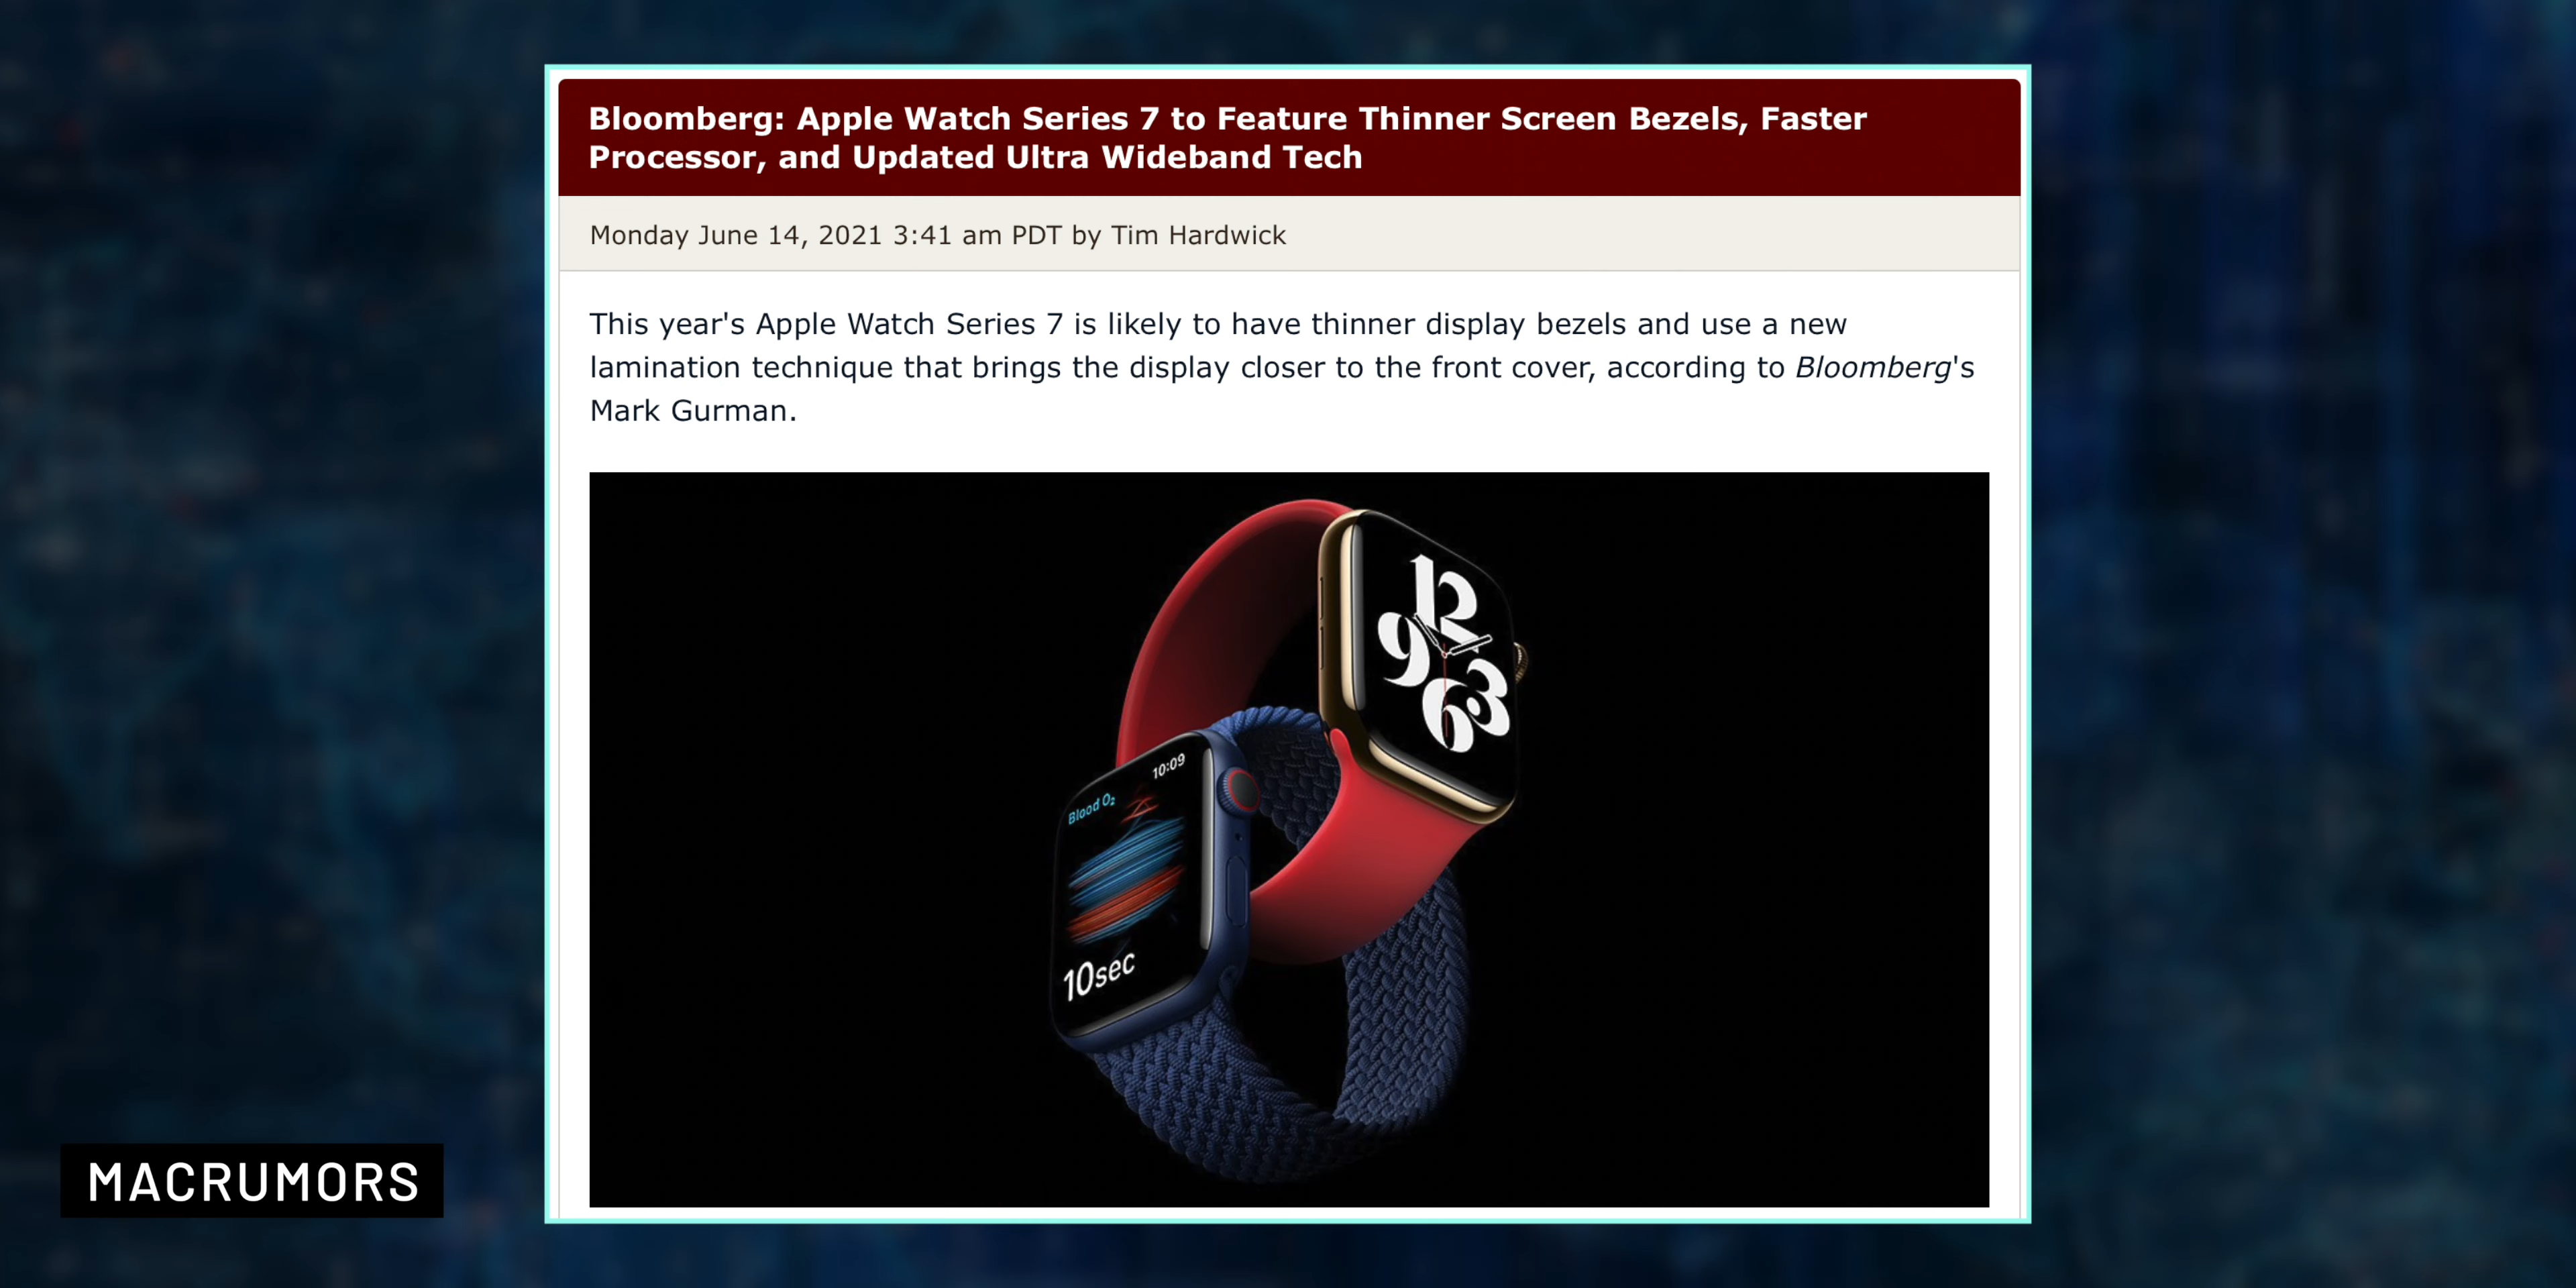 Bloomberg: Apple Watch Series 7 to Feature Thinner Screen Bezels, Faster
Processor, and Updated Ultra Wideband Tech
Monday June 14, 2021 3:41 am PDT by Tim Hardwick
This year's Apple Watch Series 7 is likely to have thinner display bezels and use a new
lamination technique that brings the display closer to the front cover, according to Bloomberg's
Mark Gurman.
12
9
3
6
10:09
Blood O₂
10sec
MACRUMORS